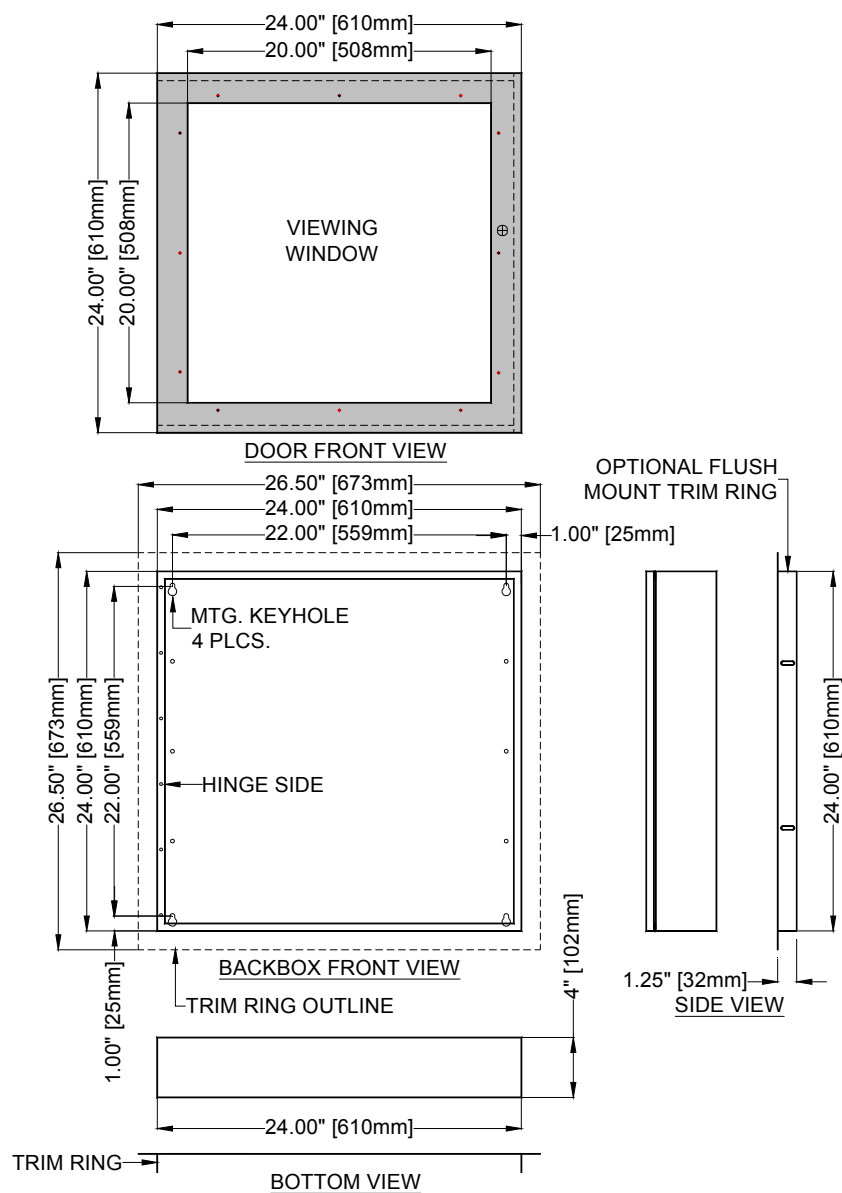 24.00" [610mm]
20.00" [508mm]
24.00" [610mm]
20.00" [508mm]
VIEWING
WINDOW
DOOR FRONT VIEW
26.50" [673mm]
24.00" [610mm]
22.00" [559mm]
1.00" [25mm]
OPTIONAL FLUSH
MOUNT TRIM RING
MTG. KEYHOLE
4 PLCS.
26.50" [673mm]
24.00" [610mm]
22.00" [559mm]
HINGE SIDE
24.00" [610mm]
1.00" [25mm]
BACKBOX FRONT VIEW
TRIM RING OUTLINE
4" [102mm]
1.25" [32mm]
SIDE VIEW
24.00" [610mm]
TRIM RING
BOTTOM VIEW